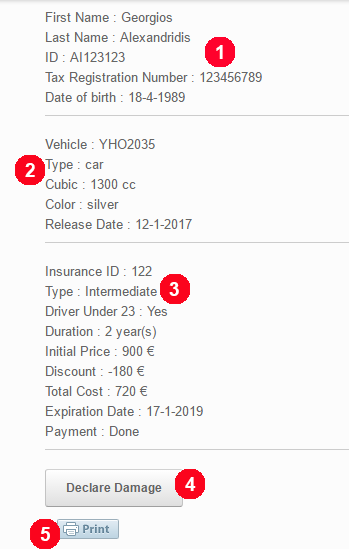 First Name : Georgios
Last Name : Alexandridis
1
ID : AI123123
Tax Registration Number : 123456789
Date of birth : 18-4-1989
Vehicle : YHO2035
2
Type : car
Cubic : 1300 cc
Color : silver
Release Date : 12-1-2017
Insurance ID : 122
Type : Intermediate
3
Driver Under 23 : Yes
Duration : 2 year(s)
Initial Price : 900 €
Discount : -180 €
Total Cost : 720 €
Expiration Date : 17-1-2019
Payment : Done
Declare Damage
4
5
Print